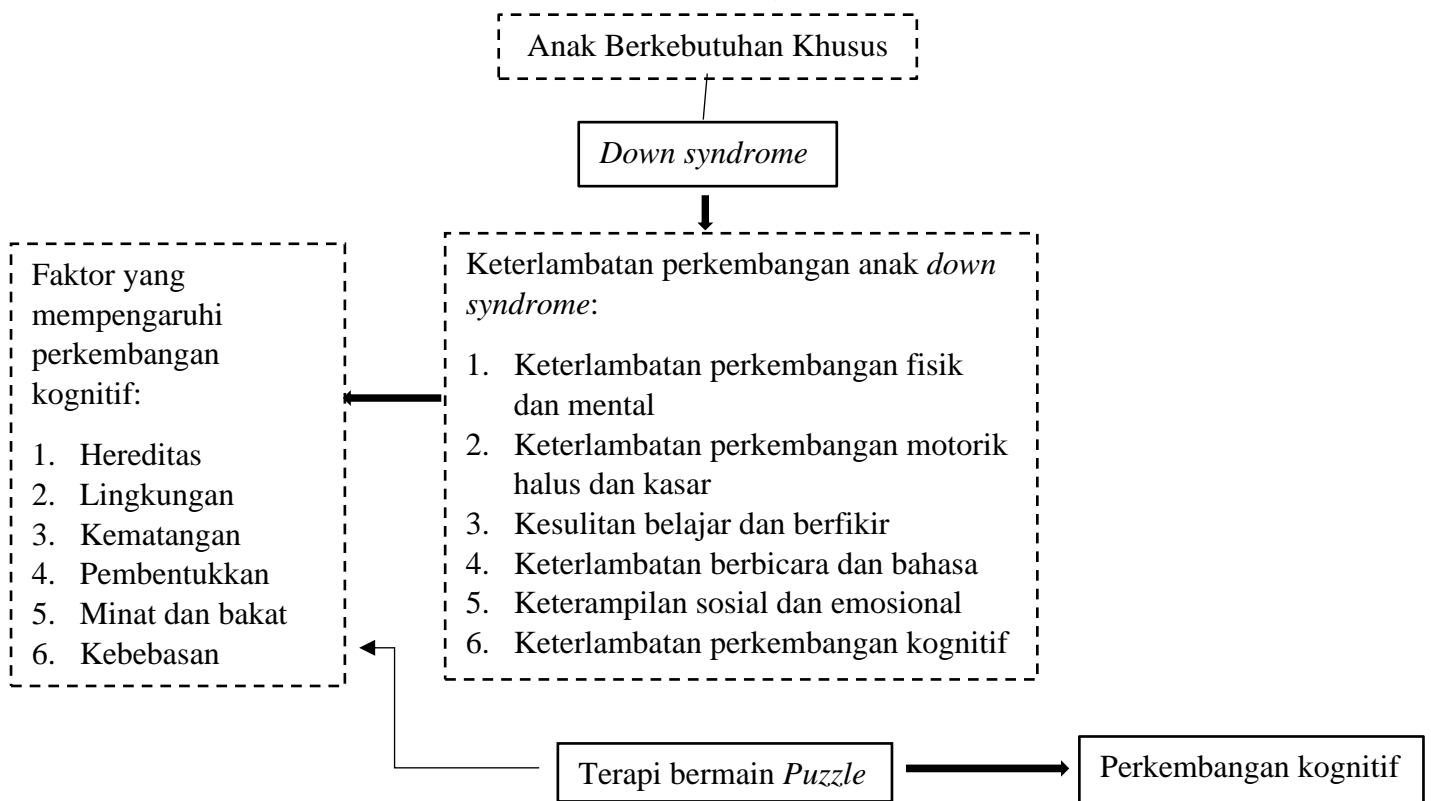 Anak Berkebutuhan Khusus
Down syndrome
Faktor yang
mempengaruhi
perkembangan
kognitif:
1. Hereditas
2. Lingkungan
3. Kematangan
4. Pembentukkan
5. Minat dan bakat
6. Kebebasan
Keterlambatan perkembangan anak down
syndrome:
1. Keterlambatan perkembangan fisik
dan mental
2. Keterlambatan perkembangan motorik
halus dan kasar
3. Kesulitan belajar dan berfikir
4. Keterlambatan berbicara dan bahasa
5. Keterampilan sosial dan emosional
6. Keterlambatan perkembangan kognitif
Terapi bermain Puzzle
Perkembangan kognitif